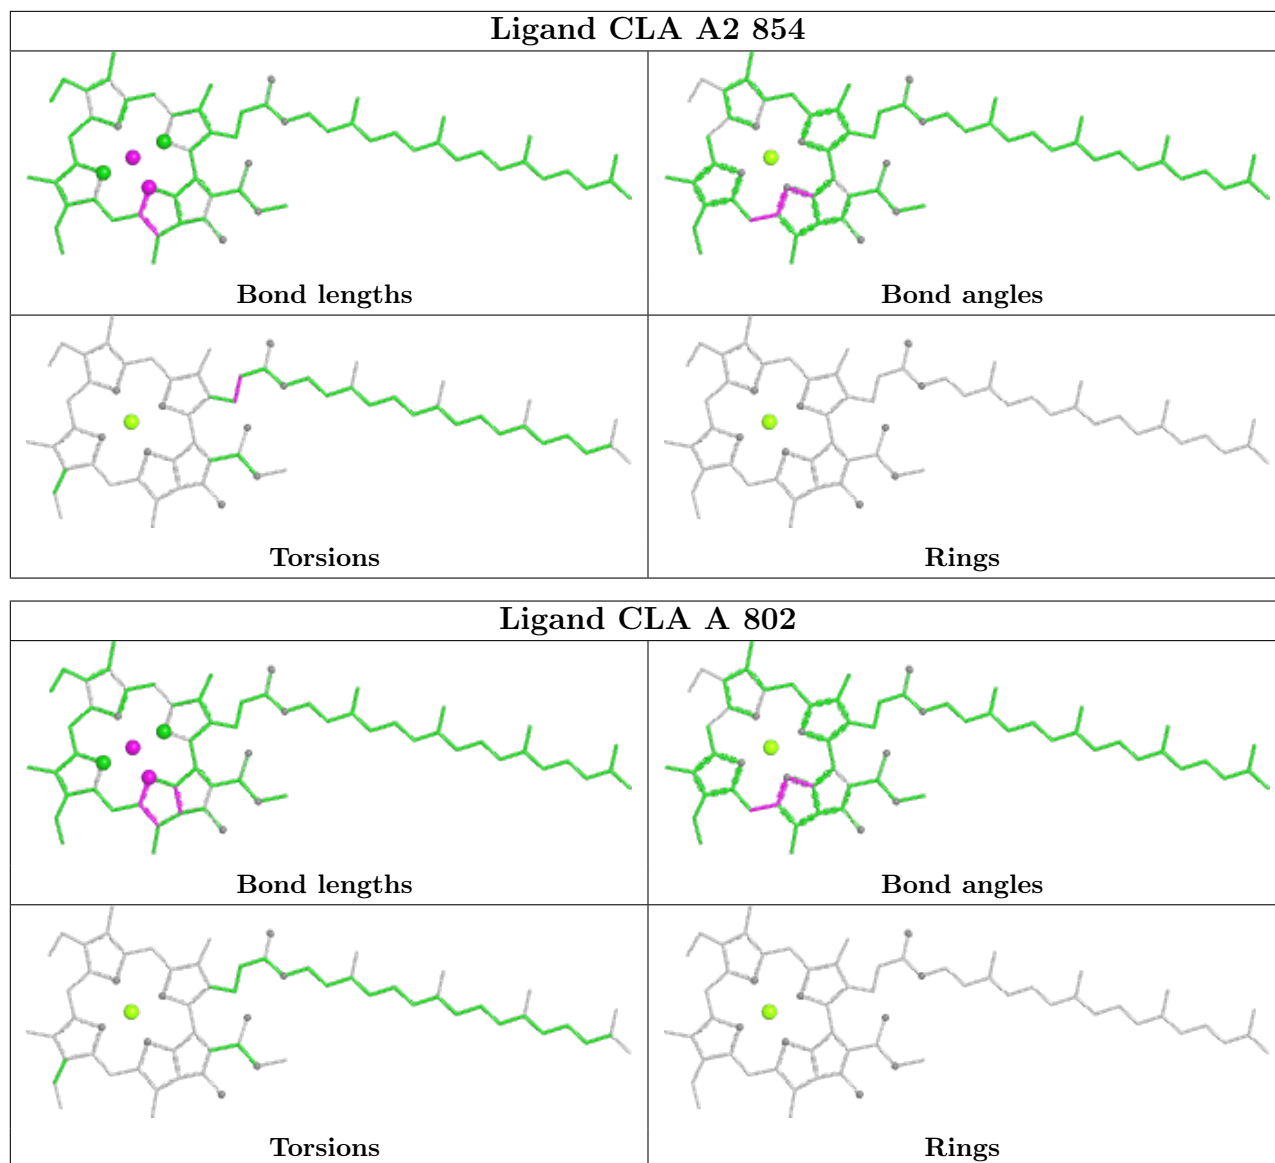 Ligand CLA A2 854
Bond lengths
Bond angles
Torsions
Rings
Ligand CLA A 802
Bond lengths
Bond angles
Torsions
Rings